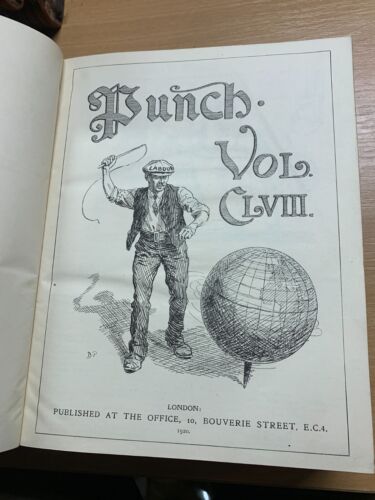 Punch.
VOL.
CLVIII.
LABOUR
LONDON:
PUBLISHED AT THE OFFICE, 10, BOUVERIE STREET, E.C.4.
1920.